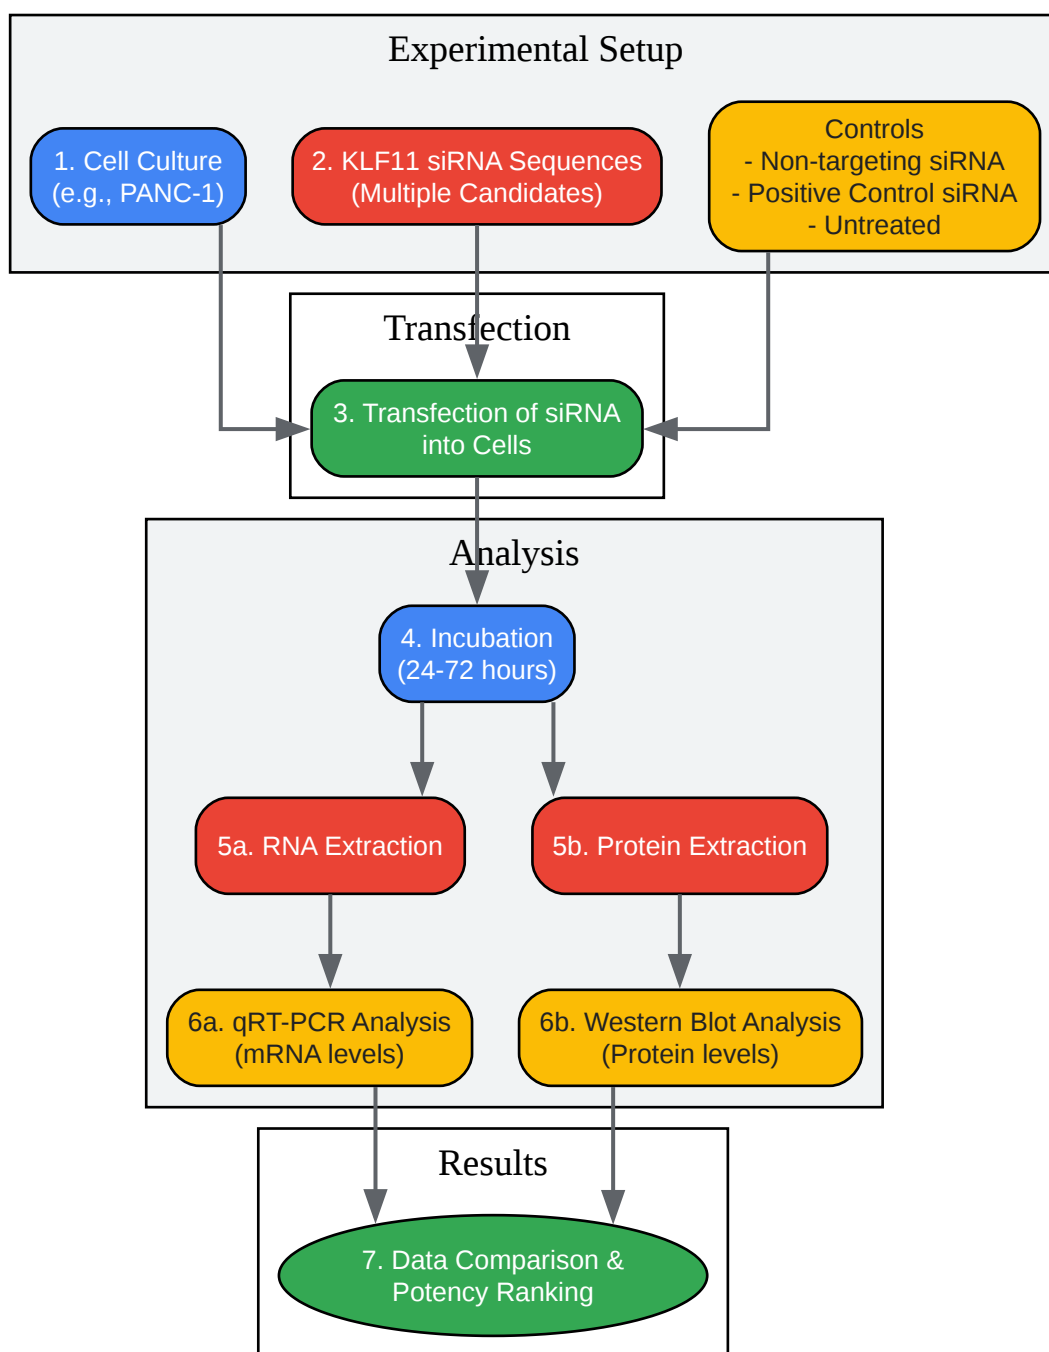 Experimental Setup
1. Cell Culture
(e.g., PANC-1)
2. KLF11 siRNA Sequences
(Multiple Candidates)
Controls
- Non-targeting siRNA
- Positive Control siRNA
- Untreated
Transfection
3. Transfection of siRNA
into Cells
Analysis
4. Incubation
(24-72 hours)
5a. RNA Extraction
5b. Protein Extraction
6a. qRT-PCR Analysis
(mRNA levels)
6b. Western Blot Analysis
(Protein levels)
Results
7. Data Comparison &
Potency Ranking